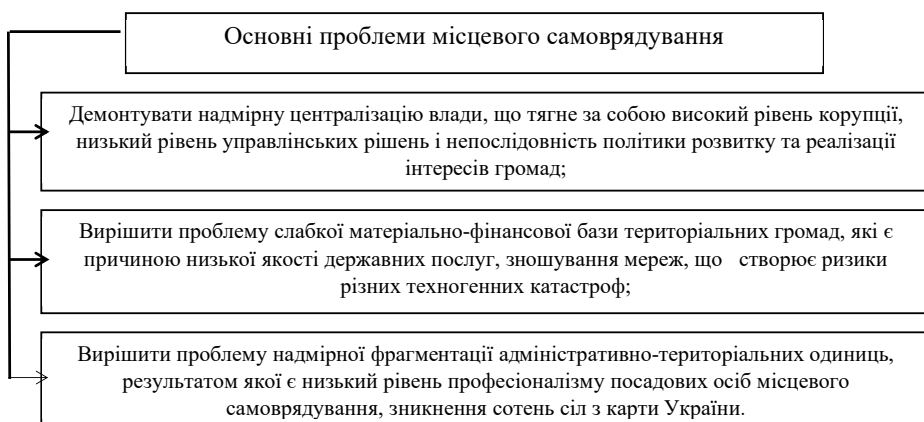 Основні проблеми місцевого самоврядування
Демонтувати надмірну централізацію влади, що тягне за собою високий рівень корупції,
низький рівень управлінських рішень і непослідовність політики розвитку та реалізації
інтересів громад;
Вирішити проблему слабкої матеріально-фінансової бази територіальних громад, які є
причиною низької якості державних послуг, зношування мереж, що створює ризики
різних техногенних катастроф;
Вирішити проблему надмірної фрагментації адміністративно-територіальних одиниць,
результатом якої є низький рівень професіоналізму посадових осіб місцевого
самоврядування, зникнення сотень сіл з карти України.